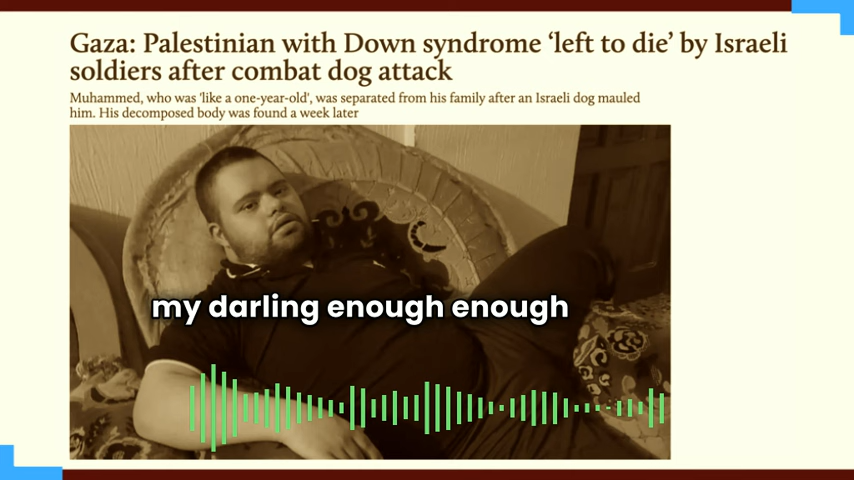 Gaza: Palestinian with Down syndrome ‘left to die’ by Israeli
soldiers after combat dog attack
Muhammed, who was 'like a one-year-old', was separated from his family after an Israeli dog mauled
him. His decomposed body was found a week later
my darling enough enough